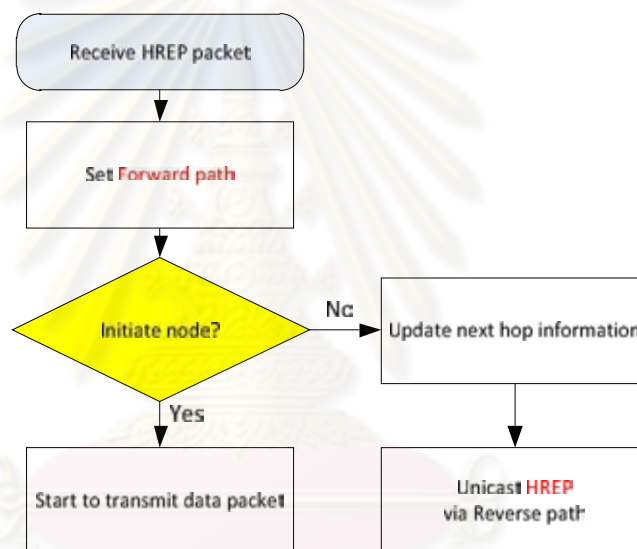 Receive HREP packet
Set Forward path
Initiate node?
No
Update next hop information
Yes
Start to transmit data packet
Unicast HREP
via Reverse path